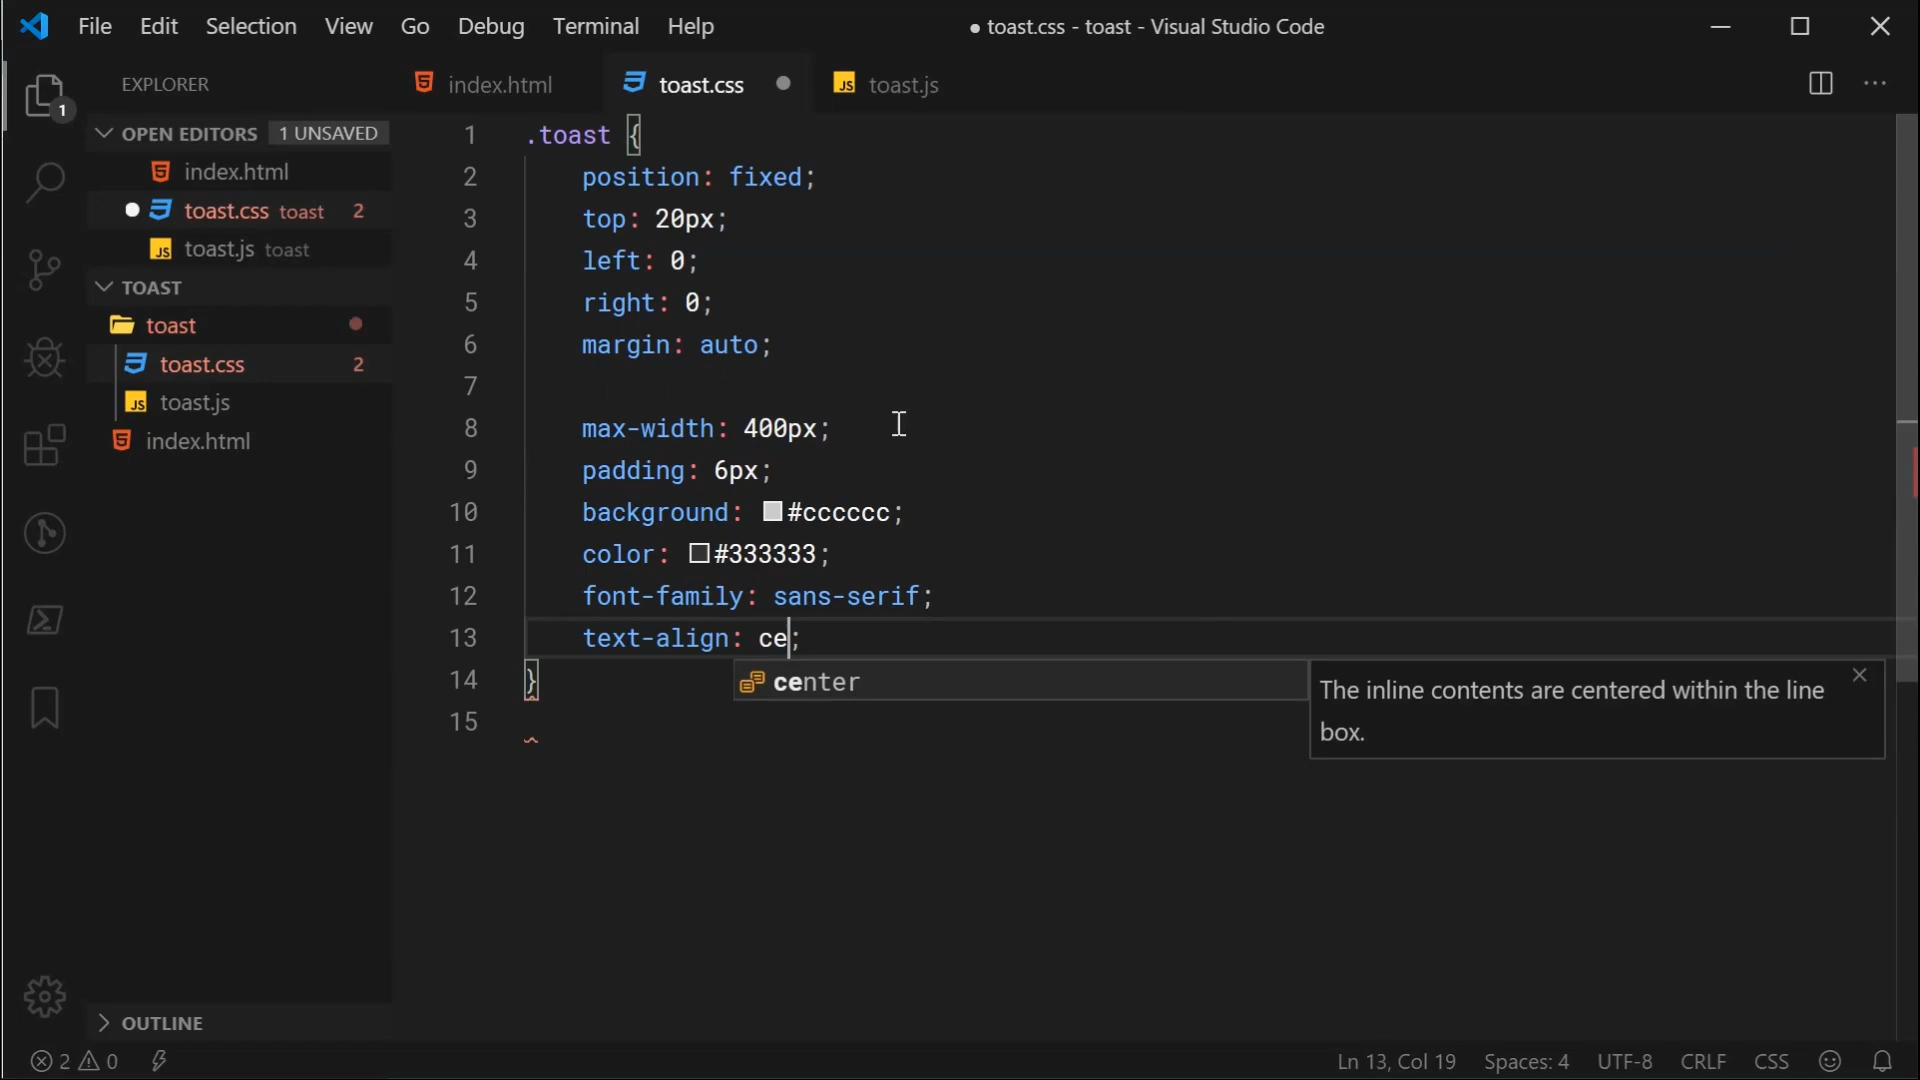 File Edit Selection View Go Debug Terminal Help ● toast.css - toast - Visual Studio Code
EXPLORER
index.html toast.css JS toast.js ...
1
OPEN EDITORS 1 UNSAVED
index.html
toast.css toast 2
JS toast.js toast
TOAST
toast
toast.css 2
JS toast.js
index.html
OUTLINE
1 .toast {
2 position: fixed;
3 top: 20px;
4 left: 0;
5 right: 0;
6 margin: auto;
7
8 max-width: 400px;
9 padding: 6px;
10 background: #cccccc;
11 color: #333333;
12 font-family: sans-serif;
13 text-align: ce;
14 }
15
center
The inline contents are centered within the line
box.
2 0 Ln 13, Col 19 Spaces: 4 UTF-8 CRLF CSS